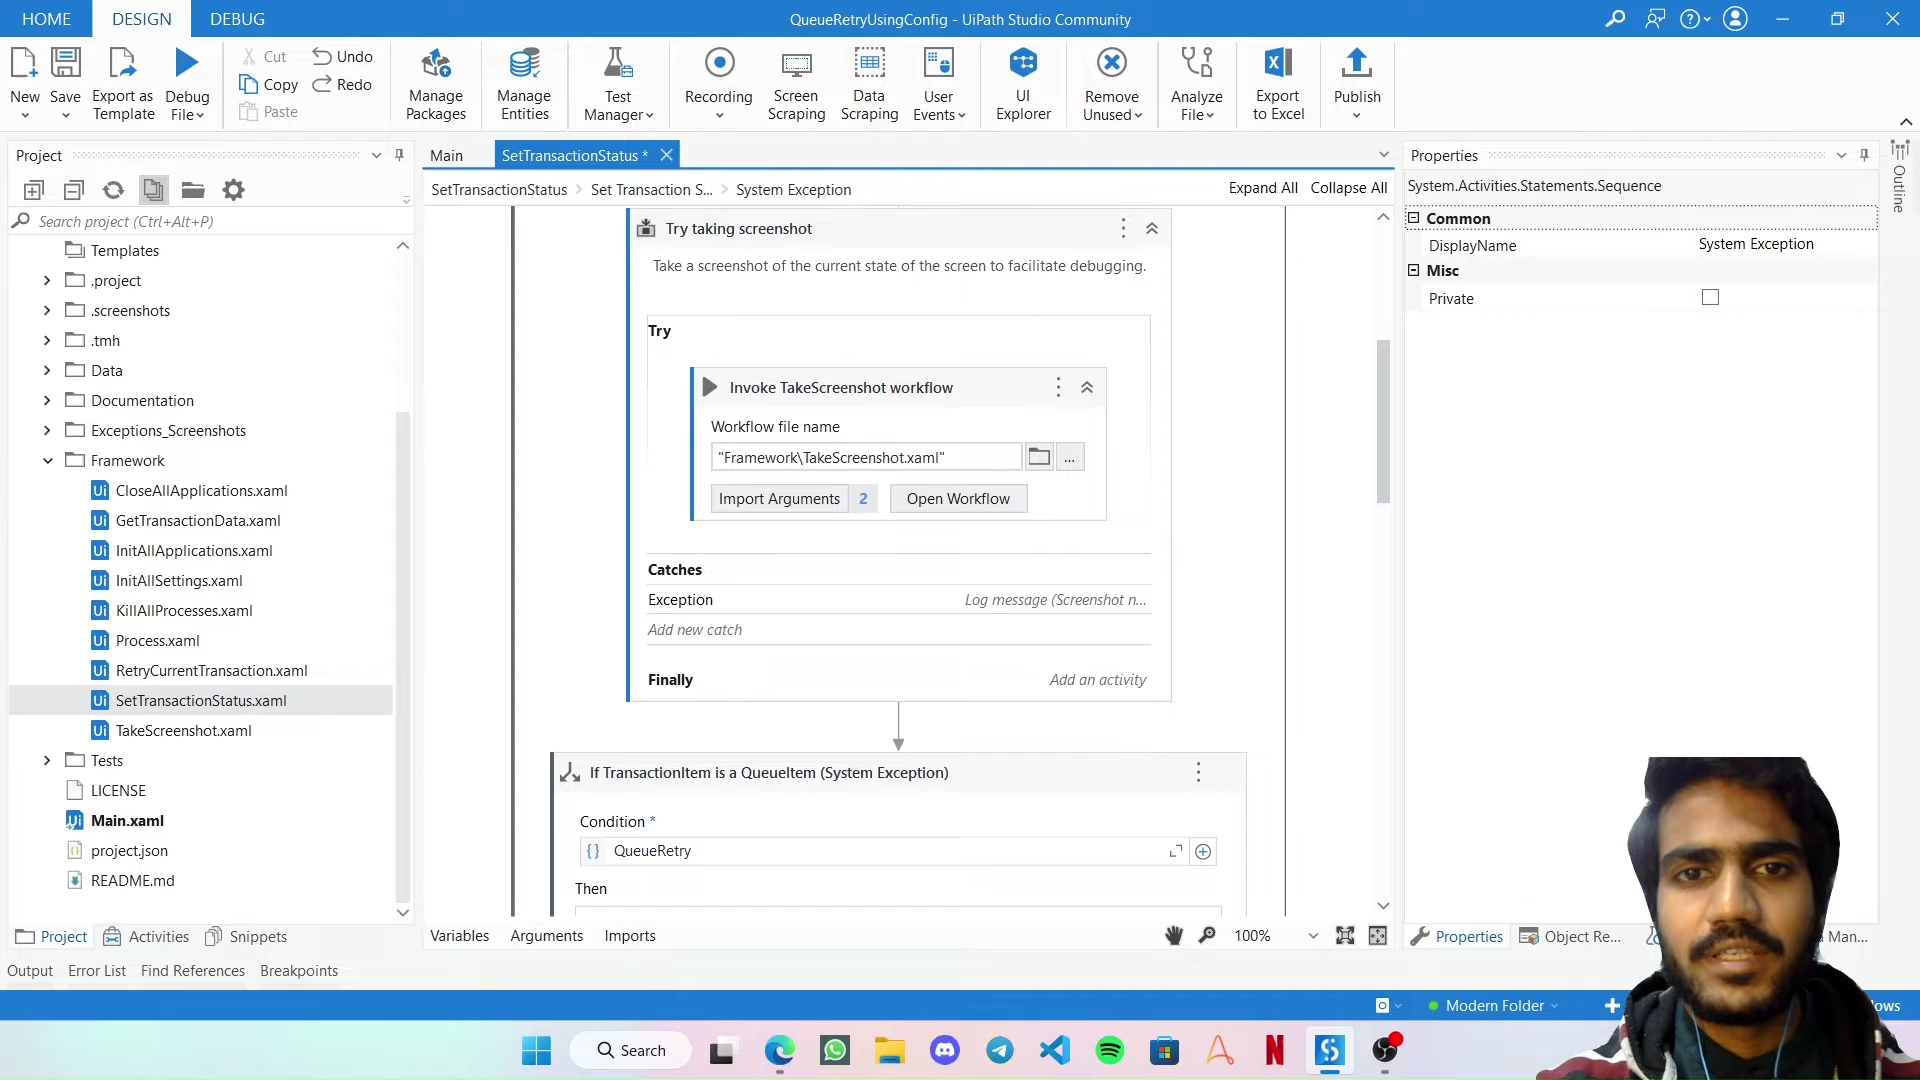 HOME
DESIGN
DEBUG
QueueRetryUsingConfig - UiPath Studio Community
New
Save
Export as
Template
Debug
File
Cut
Copy
Paste
Undo
Redo
Manage
Packages
Manage
Entities
Test
Manager
Recording
Screen
Scraping
Data
Scraping
User
Events
UI
Explorer
Remove
Unused
Analyze
File
Export
to Excel
Publish
Project
Search project (Ctrl+Alt+P)
Templates
.project
.screenshots
.tmh
Data
Documentation
Exceptions_Screenshots
Framework
CloseAllApplications.xaml
GetTransactionData.xaml
InitAllApplications.xaml
InitAllSettings.xaml
KillAllProcesses.xaml
Process.xaml
RetryCurrentTransaction.xaml
SetTransactionStatus.xaml
TakeScreenshot.xaml
Tests
LICENSE
Main.xaml
project.json
README.md
Project
Activities
Snippets
Main
SetTransactionStatus *
SetTransactionStatus > Set Transaction S... > System Exception
Expand All Collapse All
Try taking screenshot
Take a screenshot of the current state of the screen to facilitate debugging.
Try
Invoke TakeScreenshot workflow
Workflow file name
"Framework\TakeScreenshot.xaml"
...
Import Arguments 2
Open Workflow
Catches
Exception Log message (Screenshot n...
Add new catch
Finally Add an activity
If TransactionItem is a QueueItem (System Exception)
Condition *
{} QueueRetry
Then
Variables Arguments Imports
100%
Properties
System.Activities.Statements.Sequence
Common
DisplayName System Exception
Misc
Private
Outline
Properties
Object Re...
Man...
Output Error List Find References Breakpoints
Modern Folder
Search